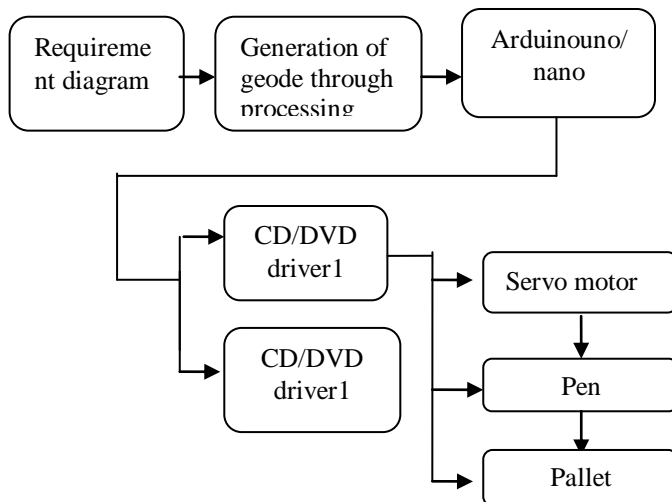 Requireme
nt diagram
Generation of
geode through
processing
Arduinouno/
nano
CD/DVD
driver1
CD/DVD
driver1
Servo motor
Pen
Pallet